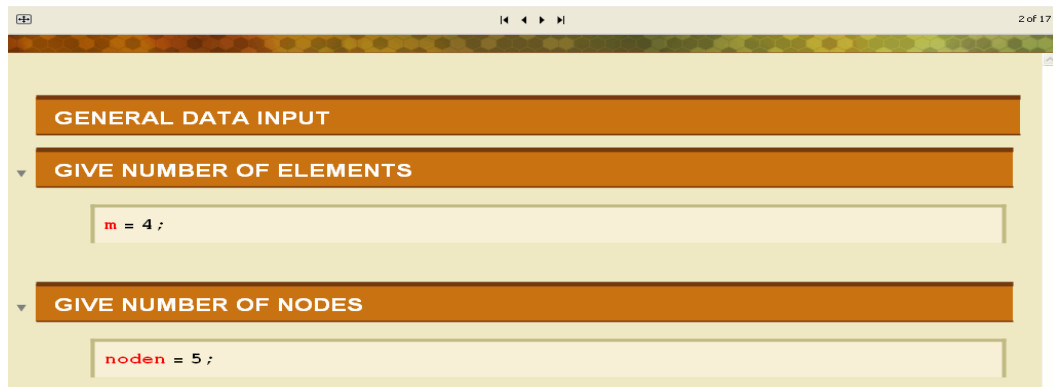 2 of 17
GENERAL DATA INPUT
GIVE NUMBER OF ELEMENTS
m = 4;
GIVE NUMBER OF NODES
noden = 5;